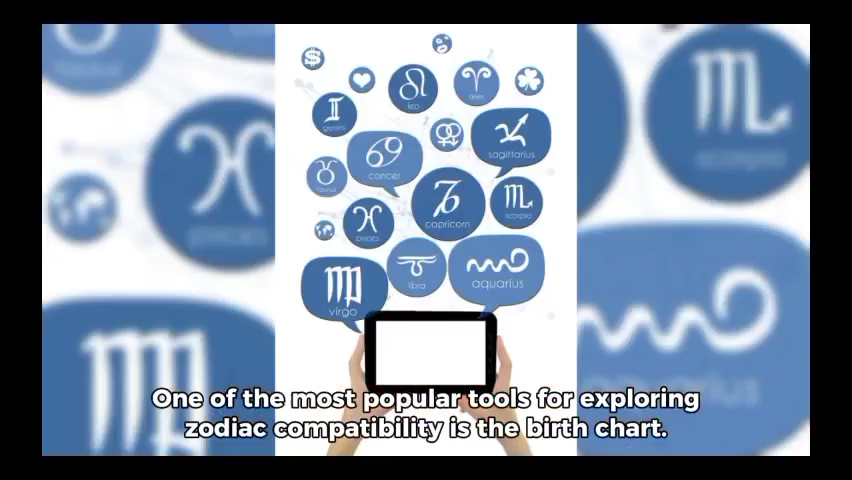 leo
aries
gemini
sagittarius
cancer
taurus
capricorn
scorpio
pisces
libra
aquarius
virgo
One of the most popular tools for exploring
zodiac compatibility is the birth chart.